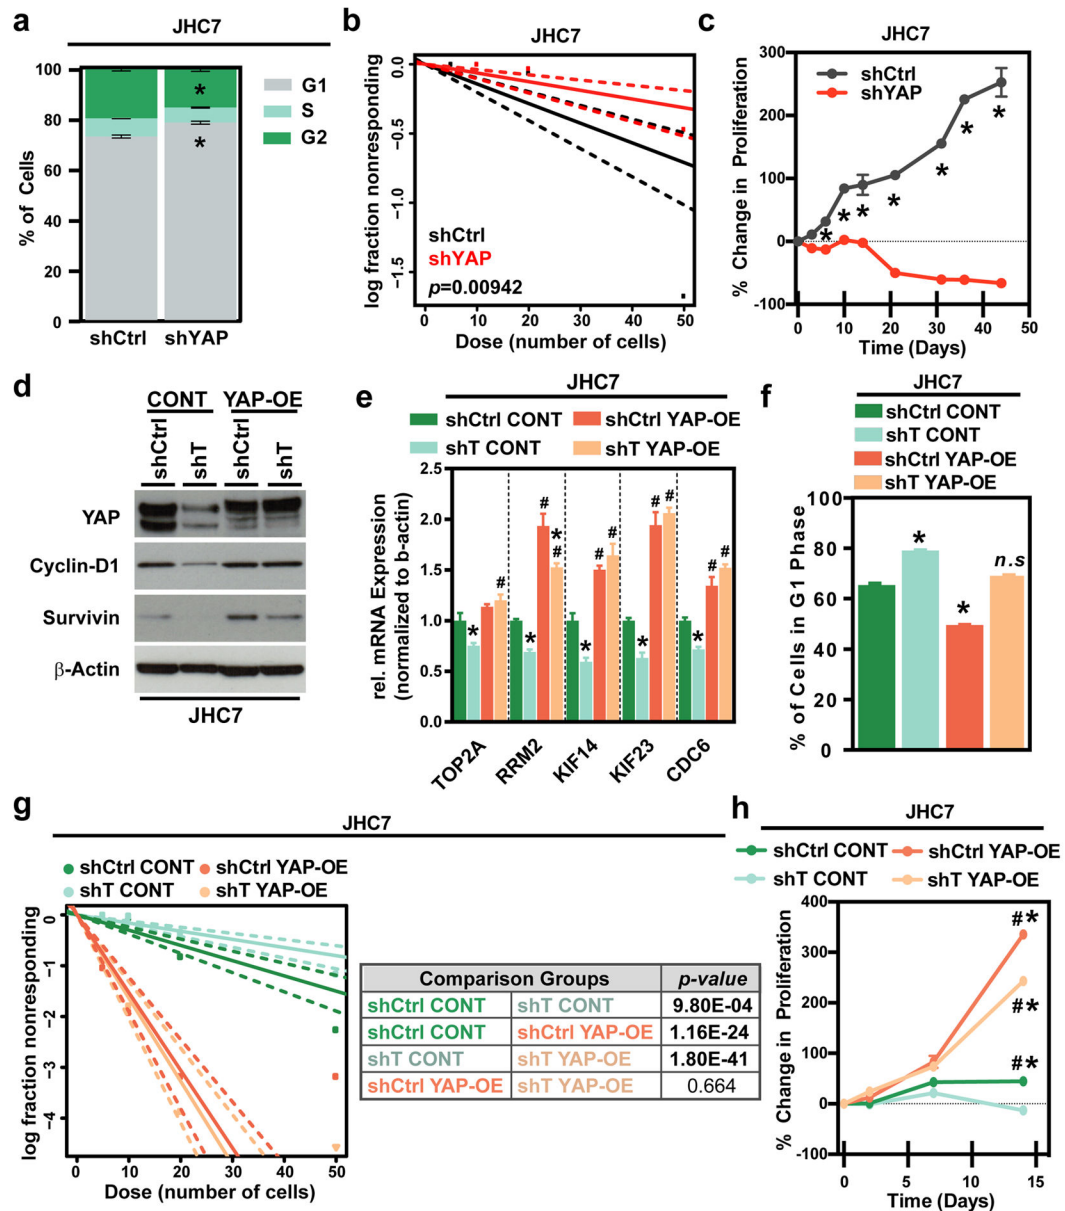 a
JHC7
% of Cells
100
80
60
40
20
0
shCtrl shYAP
G1
S
G2
*
*
b
JHC7
log fraction nonresponding
0.0
-0.5
-1.0
-1.5
shCtrl
shYAP
p=0.00942
0 10 20 30 40 50
Dose (number of cells)
c
JHC7
% Change in Proliferation
300
200
100
0
-100
shCtrl
shYAP
* * * * * * *
0 10 20 30 40 50
Time (Days)
d
CONT YAP-OE
shCtrl shT shCtrl shT
YAP
Cyclin-D1
Survivin
β-Actin
JHC7
e
JHC7
shCtrl CONT shCtrl YAP-OE
shT CONT shT YAP-OE
rel. mRNA Expression
(normalized to b-actin)
2.5
2.0
1.5
1.0
0.5
0.0
* #
* # * #
* # #
* # #
* # #
TOP2A RRM2 KIF14 KIF23 CDC6
f
JHC7
shCtrl CONT
shT CONT
shCtrl YAP-OE
shT YAP-OE
% of Cells in G1 Phase
100
80
60
40
20
0
* * n.s
g
JHC7
shCtrl CONT shCtrl YAP-OE
shT CONT shT YAP-OE
log fraction nonresponding
0
-1
-2
-3
-4
0 10 20 30 40 50
Dose (number of cells)
Comparison Groups p-value
shCtrl CONT shT CONT 9.80E-04
shCtrl CONT shCtrl YAP-OE 1.16E-24
shT CONT shT YAP-OE 1.80E-41
shCtrl YAP-OE shT YAP-OE 0.664
h
JHC7
shCtrl CONT shCtrl YAP-OE
shT CONT shT YAP-OE
% Change in Proliferation
400
300
200
100
0
-100
#*
#*
#*
0 5 10 15
Time (Days)